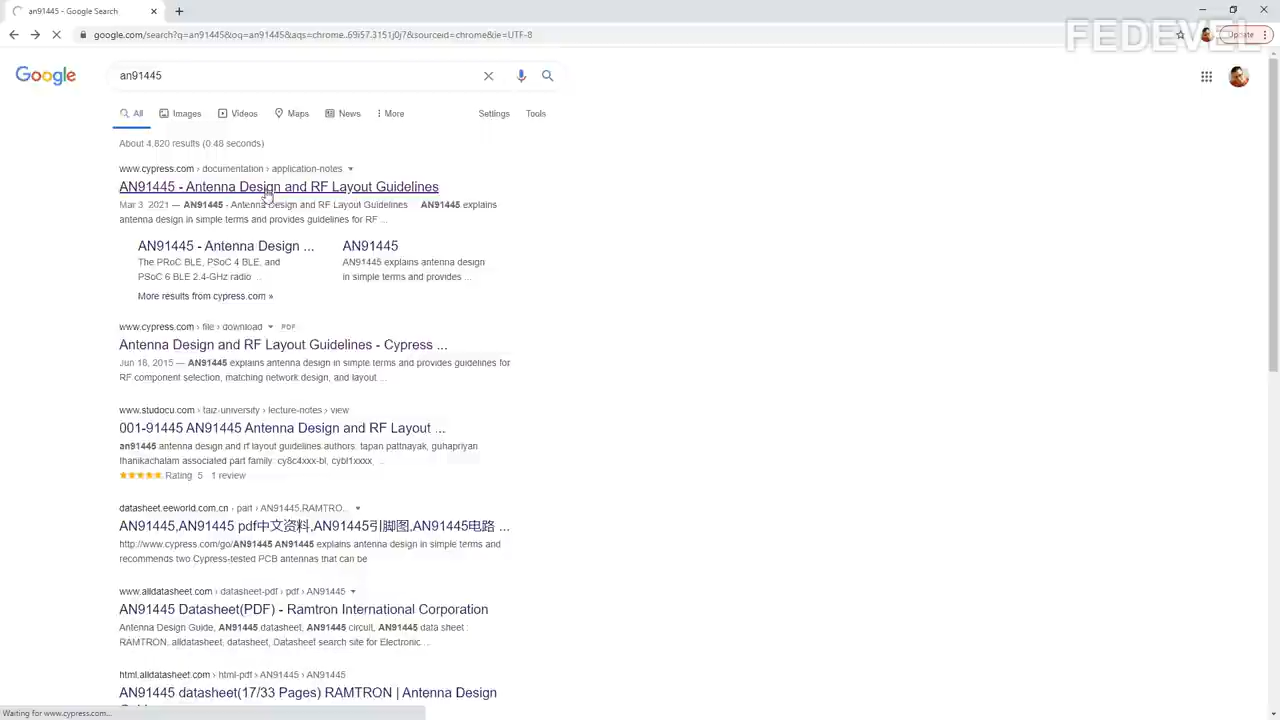 an91445 - Google Search
FEDEVEL
google.com/search?q=an91445&oq=an91445&aqs=chrome..69i57.3151j0j7&sourceid=chrome&ie=UTF-8
Update
Google
an91445
All
Images
Videos
Maps
News
More
Settings
Tools
About 4,820 results (0.48 seconds)
www.cypress.com › documentation › application-notes
AN91445 - Antenna Design and RF Layout Guidelines
Mar 3, 2021 — AN91445 - Antenna Design and RF Layout Guidelines AN91445 explains
antenna design in simple terms and provides guidelines for RF ...
AN91445 - Antenna Design ...
The PRoC BLE, PSoC 4 BLE, and
PSoC 6 BLE 2.4-GHz radio ...
AN91445
AN91445 explains antenna design
in simple terms and provides ...
More results from cypress.com »
www.cypress.com › file › download
PDF
Antenna Design and RF Layout Guidelines - Cypress ...
Jun 16, 2015 — AN91445 explains antenna design in simple terms and provides guidelines for
RF component selection, matching network design, and layout ...
www.studocu.com › taiz-university › lecture-notes › view
001-91445 AN91445 Antenna Design and RF Layout ...
an91445 antenna design and rf layout guidelines authors: tapan pattnayak, guhapriyan
thanikachalam associated part family: cy8c4xxx-bl, cybl1xxxx, ...
Rating: 5 · 1 review
datasheet.eeworld.com.cn › part › AN91445.RAMTRO...
AN91445,AN91445 pdf中文资料,AN91445引脚图,AN91445电路 ...
http://www.cypress.com/go/AN91445 AN91445 explains antenna design in simple terms and
recommends two Cypress-tested PCB antennas that can be
www.alldatasheet.com › datasheet-pdf › pdf › AN91445
AN91445 Datasheet(PDF) - Ramtron International Corporation
Antenna Design Guide, AN91445 datasheet, AN91445 circuit, AN91445 data sheet :
RAMTRON, alldatasheet, datasheet, Datasheet search site for Electronic ...
html.alldatasheet.com › html-pdf › AN91445 › AN91445
AN91445 datasheet(17/33 Pages) RAMTRON | Antenna Design
Waiting for www.cypress.com...